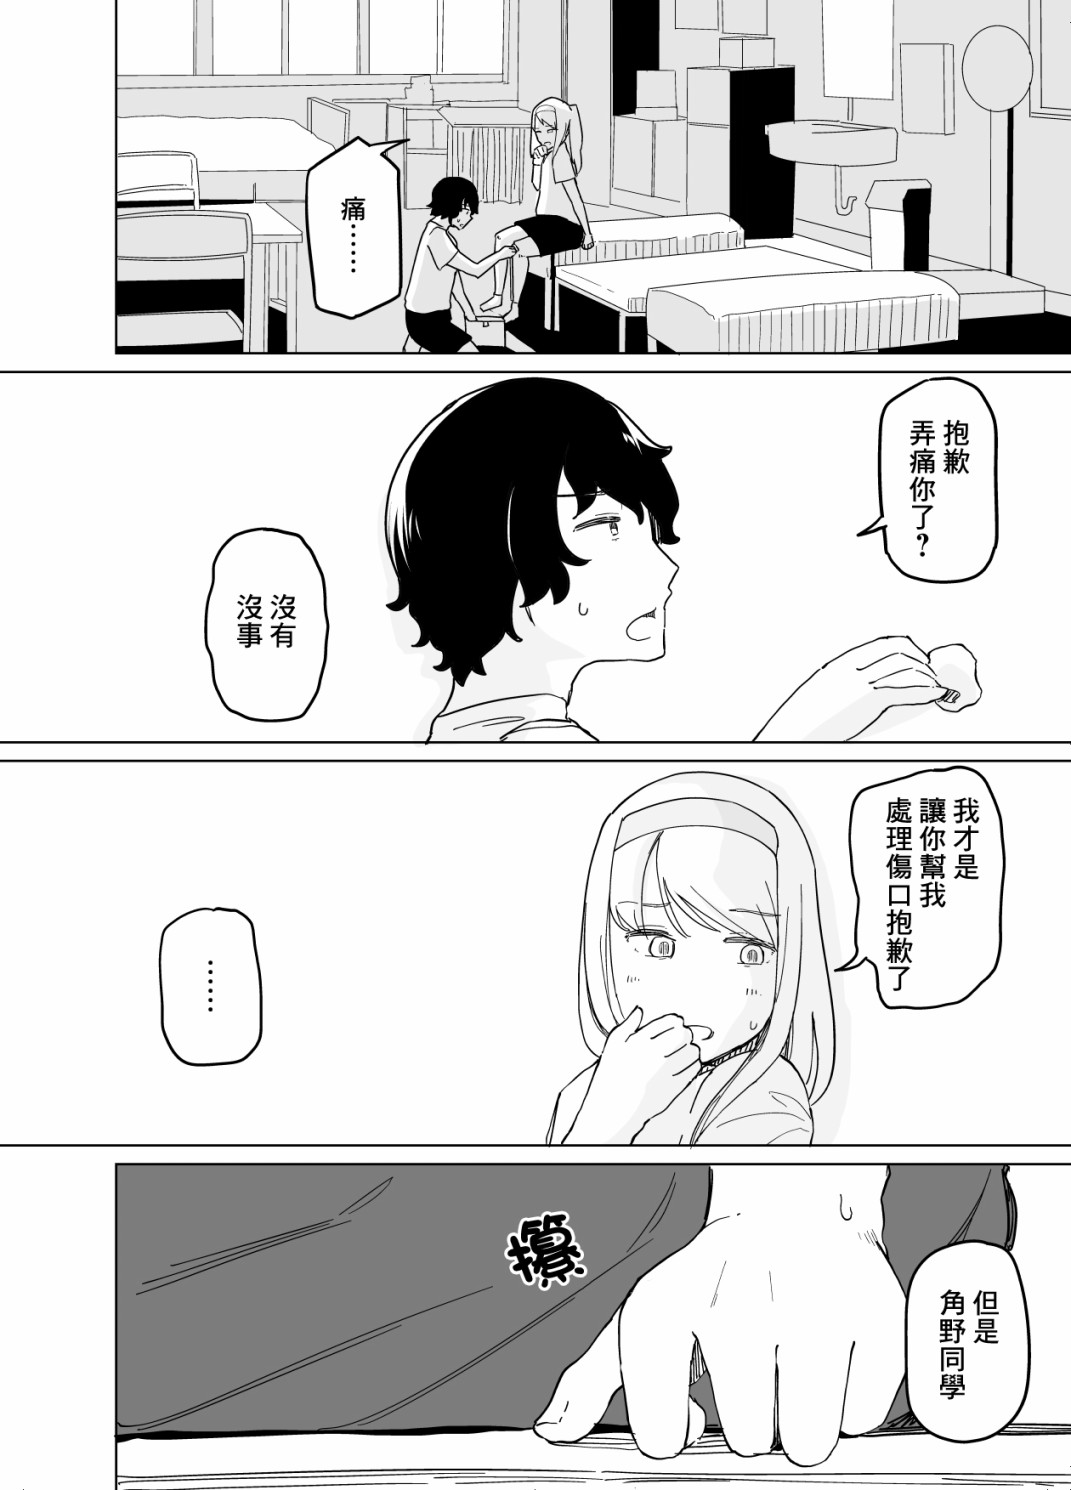 痛……
抱歉
弄痛你了?
沒有
沒事
我才是
讓你幫我
處理傷口抱歉了
……
攥
但是
角野同學